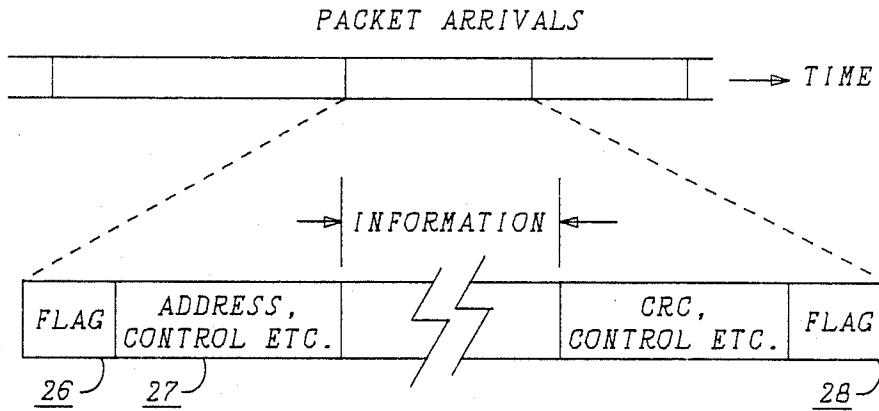 PACKET ARRIVALS
TIME
INFORMATION
FLAG
ADDRESS,
CONTROL ETC.
CRC,
CONTROL ETC.
FLAG
26
27
28